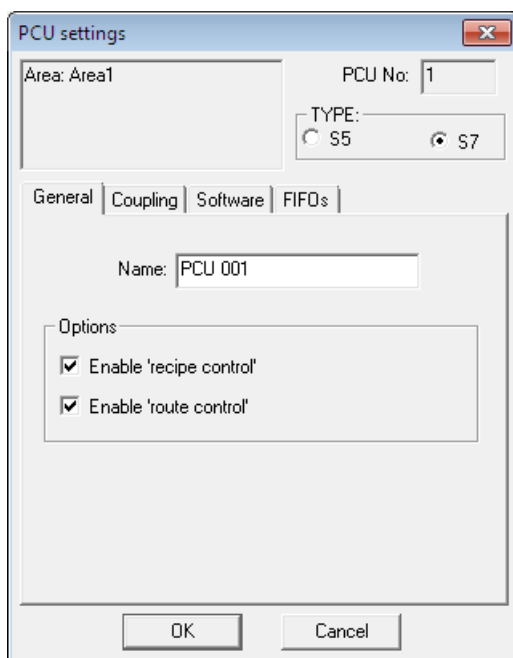 PCU settings
Area: Area1
PCU No: 1
TYPE:
S5 S7
General Coupling Software FIFOs
Name: PCU 001
Options
Enable 'recipe control'
Enable 'route control'
OK Cancel